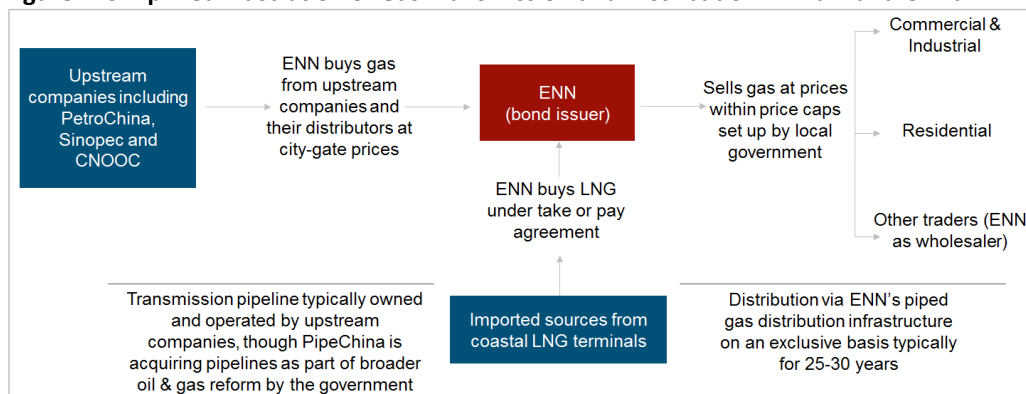 Upstream
companies including
PetroChina,
Sinopec and
CNOOC
ENN buys gas
from upstream
companies and
their distributors at
city-gate prices
ENN
(bond issuer)
Sells gas at prices
within price caps
set up by local
government
Commercial &
Industrial
Residential
Other traders (ENN
as wholesaler)
ENN buys LNG
under take or pay
agreement
Transmission pipeline typically owned
and operated by upstream
companies, though PipeChina is
acquiring pipelines as part of broader
oil & gas reform by the government
Imported sources from
coastal LNG terminals
Distribution via ENN's piped
gas distribution infrastructure
on an exclusive basis typically
for 25-30 years